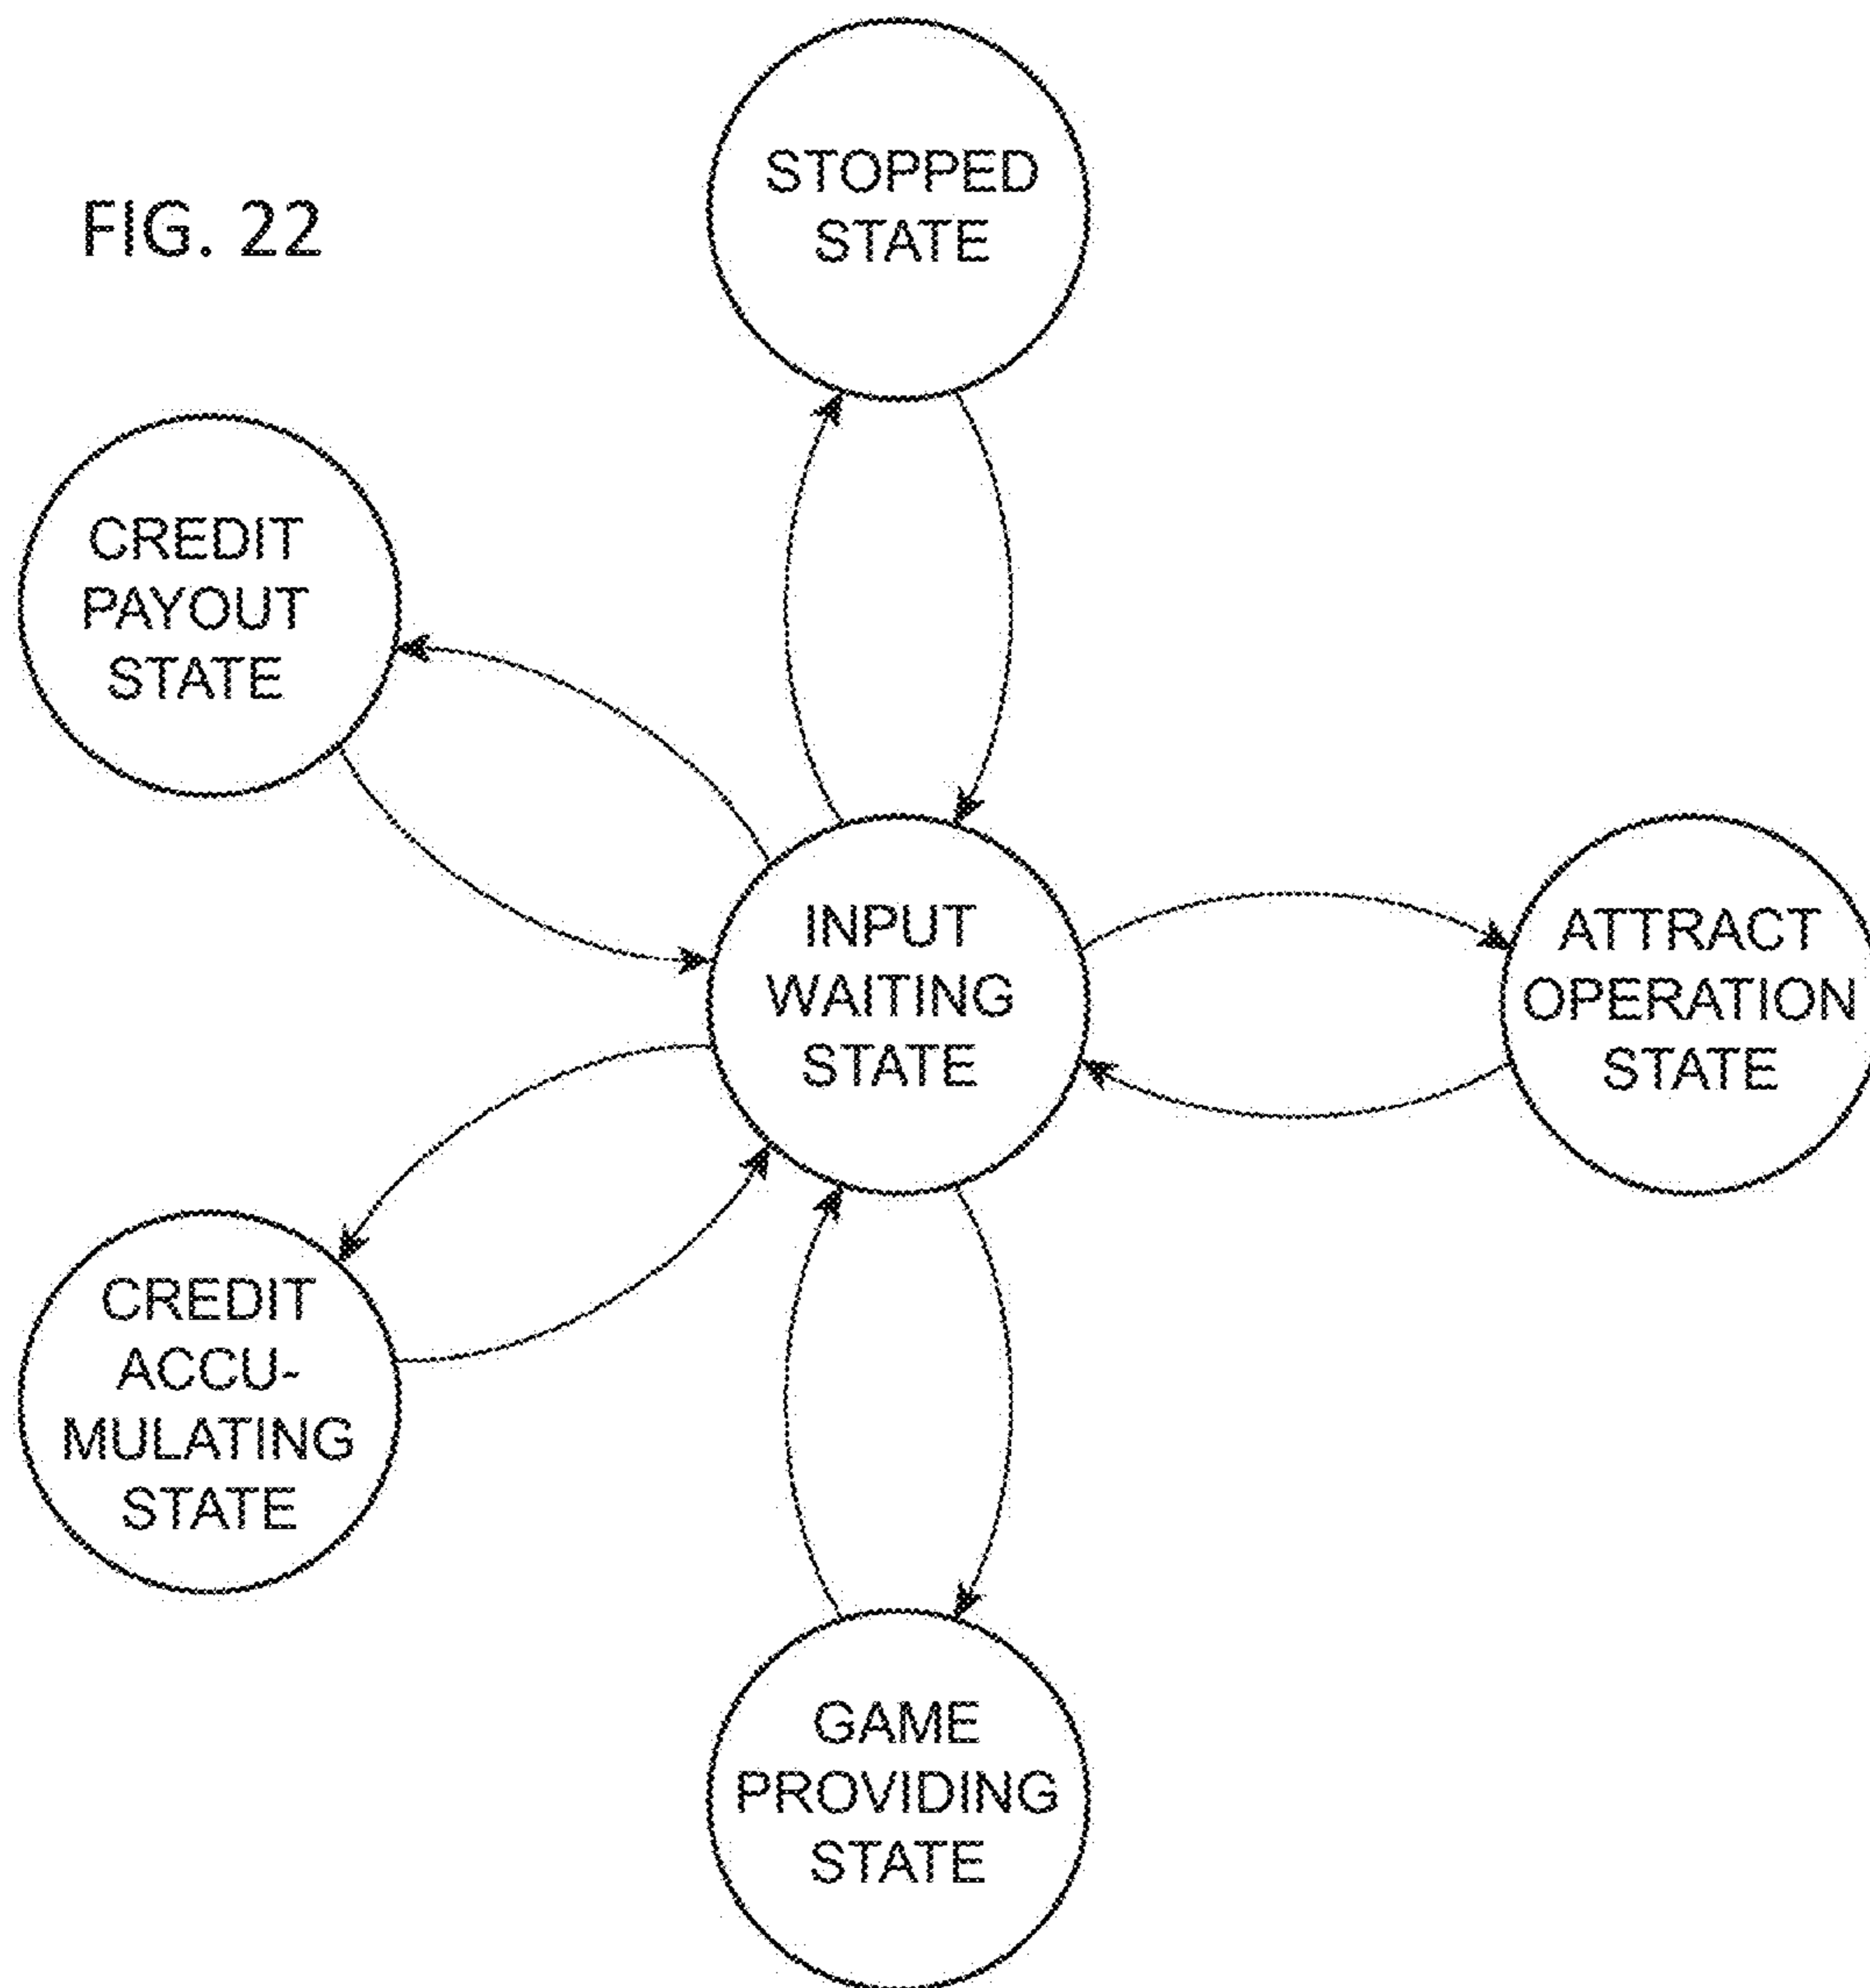 FIG. 22
STOPPED
STATE
CREDIT
PAYOUT
STATE
INPUT
WAITING
STATE
ATTRACT
OPERATION
STATE
CREDIT
ACCU-
MULATING
STATE
GAME
PROVIDING
STATE